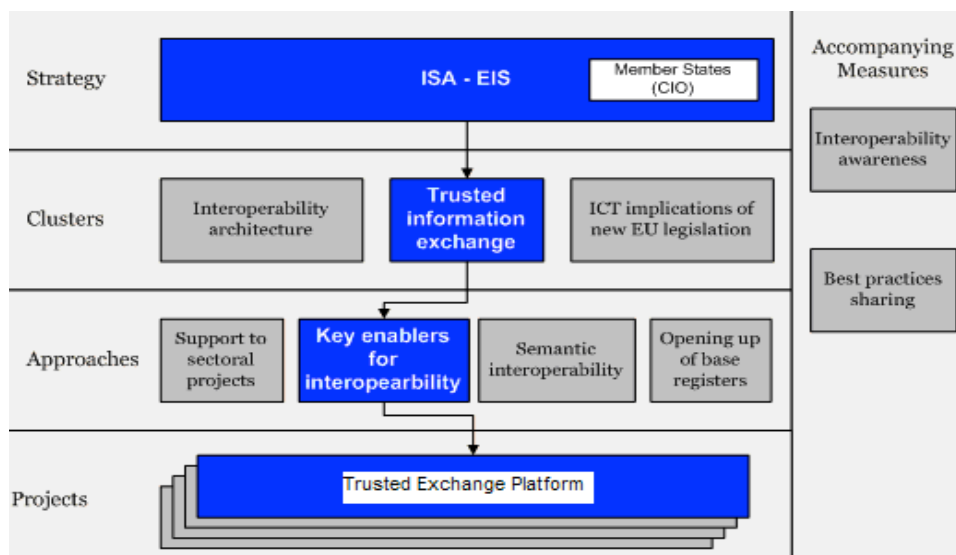 Strategy
ISA - EIS
Member States
(CIO)
Accompanying
Measures
Interoperability
awareness
Best practices
sharing
Clusters
Interoperability
architecture
Trusted
information
exchange
ICT implications of
new EU legislation
Approaches
Support to
sectoral
projects
Key enablers
for
interopearbility
Semantic
interoperability
Opening up
of base
registers
Projects
Trusted Exchange Platform